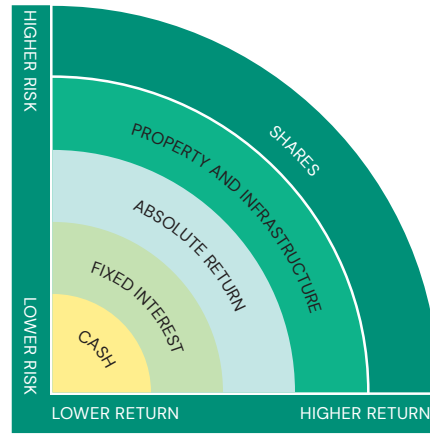 HIGHER RISK
LOWER RISK
SHARES
PROPERTY AND INFRASTRUCTURE
ABSOLUTE RETURN
FIXED INTEREST
CASH
LOWER RETURN
HIGHER RETURN